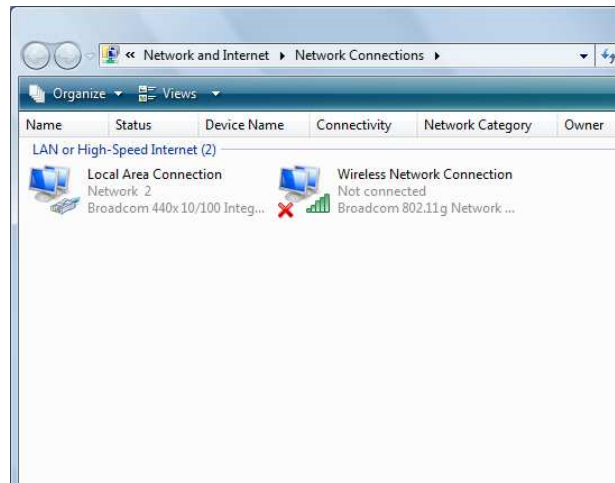 « Network and Internet ▸ Network Connections ▸
Organize Views
Name Status Device Name Connectivity Network Category Owner
LAN or High-Speed Internet (2)
Local Area Connection
Network 2
Broadcom 440x 10/100 Integ...
Wireless Network Connection
Not connected
Broadcom 802.11g Network ...